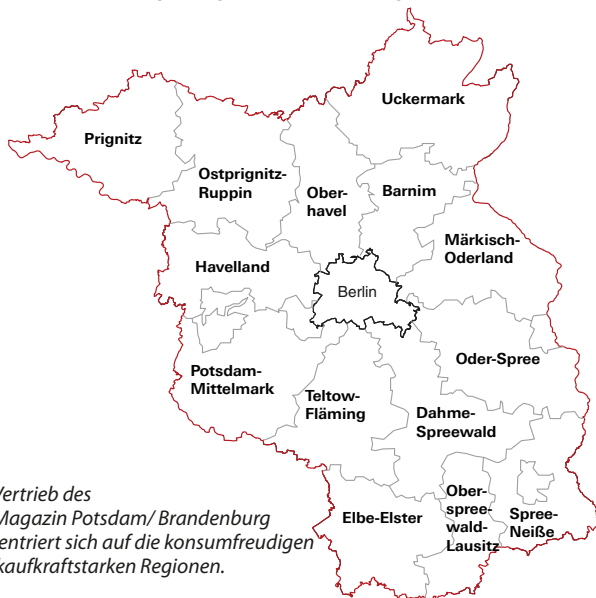 Uckermark
Prignitz
Ostprignitz-
Ruppin
Ober-
havel
Barnim
Märkisch-
Oderland
Havelland
Berlin
Oder-Spree
Potsdam-
Mittelmark
Teltow-
Fläming
Dahme-
Spreewald
Elbe-Elster
Ober-
spree-
wald-
Lausitz
Spree-
Neiße
Vertrieb des
Magazin Potsdam/ Brandenburg
entriert sich auf die konsumfreudigen
kaufkraftstarken Regionen.